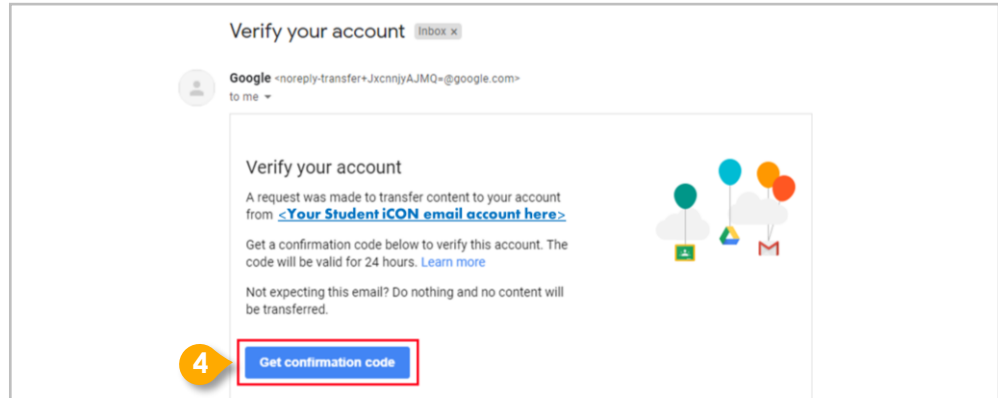 Verify your account Inbox x
Google <noreply-transfer+JxcnnjyAJMQ=@google.com>
to me
Verify your account
A request was made to transfer content to your account
from <Your Student iCON email account here>
Get a confirmation code below to verify this account. The
code will be valid for 24 hours. Learn more
Not expecting this email? Do nothing and no content will
be transferred.
4 Get confirmation code